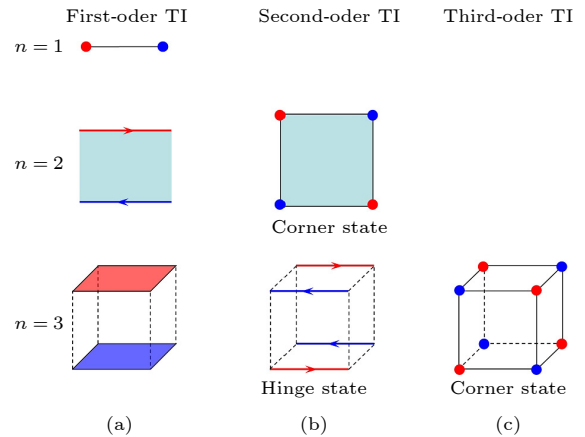 First-oder TI Second-oder TI Third-oder TI
n = 1
n = 2
Corner state
n = 3
Hinge state Corner state
(a) (b) (c)